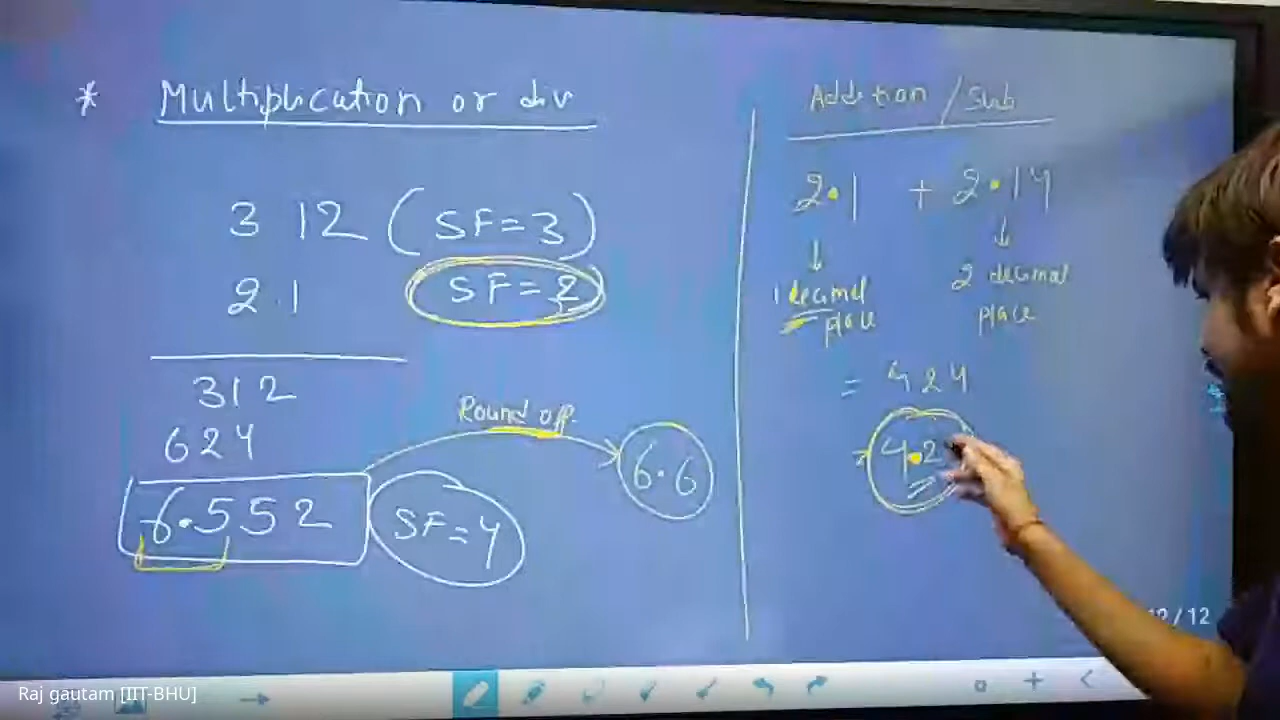 * Multiplication or div
3 12 (SF=3)
2.1 SF=2
312
624
6.552 SF=4
Round off
6.6
Addition / Sub
2.1 + 2.14
↓ ↓
1 decimal place
2 decimal place
= 4 2 4
4.2
12/12
Raj gautam [IIT-BHU]